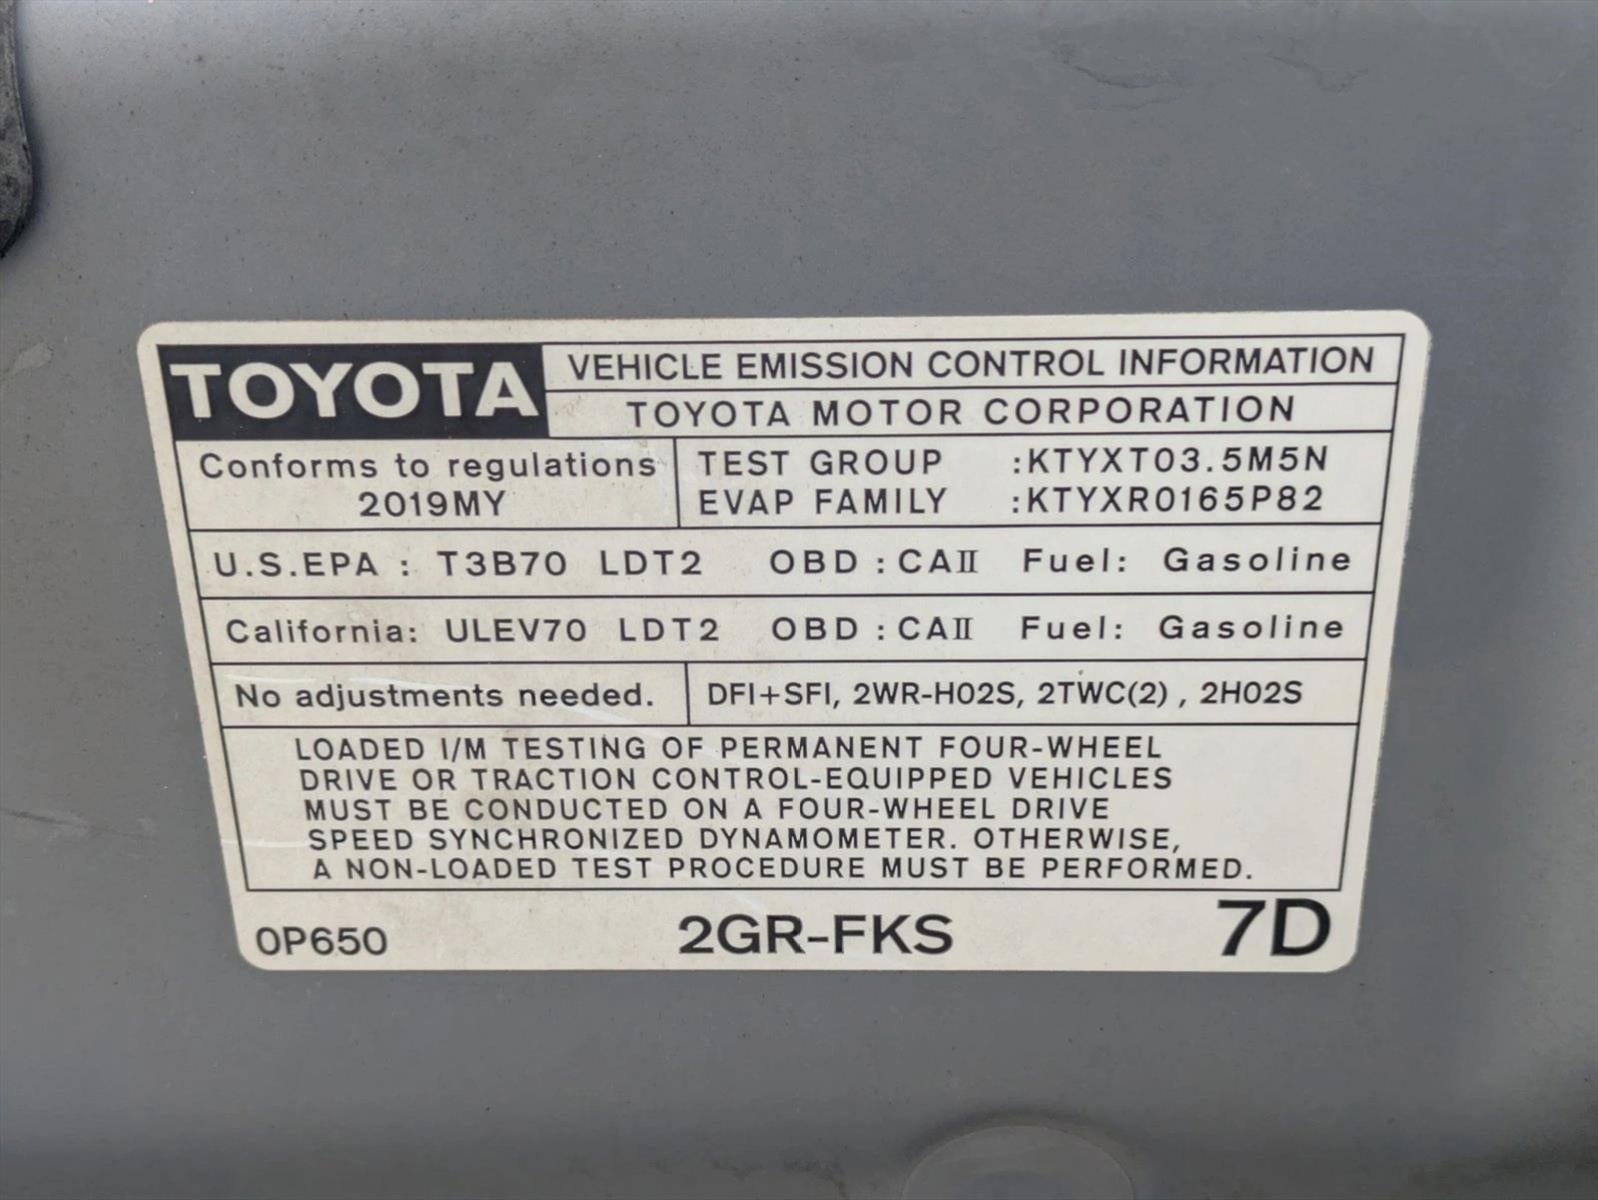 TOYOTA
VEHICLE EMISSION CONTROL INFORMATION
TOYOTA MOTOR CORPORATION
Conforms to regulations
2019MY
TEST GROUP :KTYXT03.5M5N
EVAP FAMILY :KTYXR0165P82
U.S.EPA : T3B70 LDT2 OBD : CAⅡ Fuel: Gasoline
California: ULEV70 LDT2 OBD : CAⅡ Fuel: Gasoline
No adjustments needed.
DFI+SFI, 2WR-HO2S, 2TWC(2) , 2HO2S
LOADED I/M TESTING OF PERMANENT FOUR-WHEEL
DRIVE OR TRACTION CONTROL-EQUIPPED VEHICLES
MUST BE CONDUCTED ON A FOUR-WHEEL DRIVE
SPEED SYNCHRONIZED DYNAMOMETER. OTHERWISE,
A NON-LOADED TEST PROCEDURE MUST BE PERFORMED.
0P650 2GR-FKS 7D